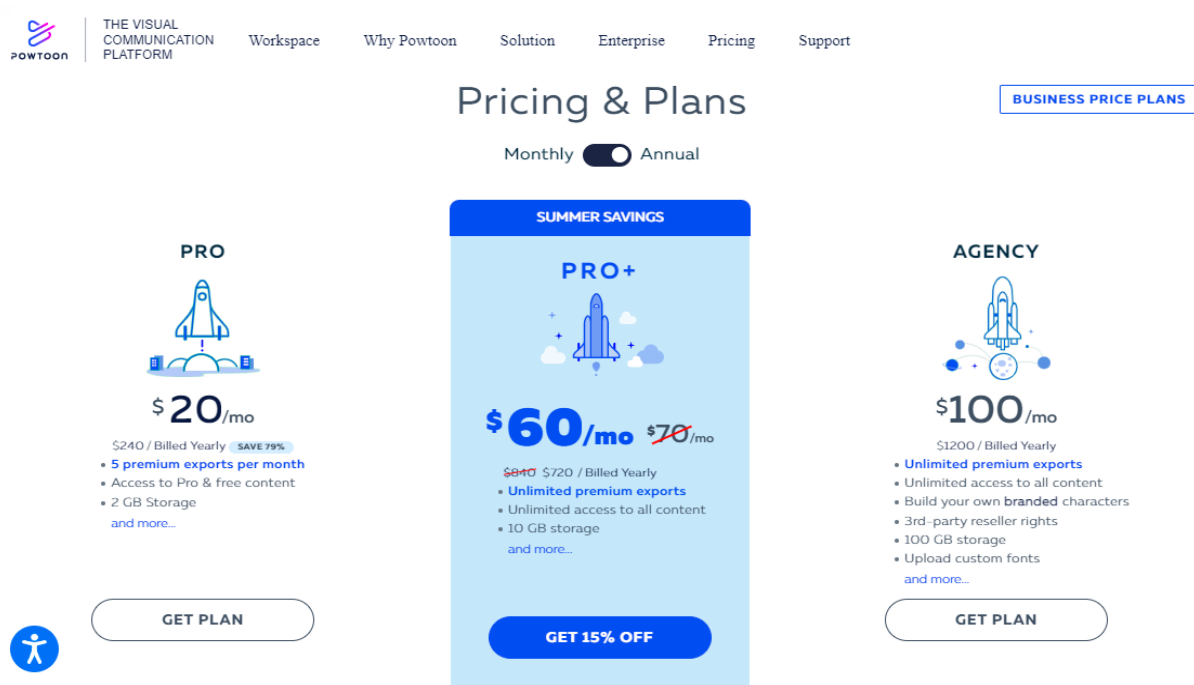 POWTOON
THE VISUAL
COMMUNICATION
PLATFORM
Workspace
Why Powtoon
Solution
Enterprise
Pricing
Support
Pricing & Plans
BUSINESS PRICE PLANS
Monthly Annual
PRO
$20/mo
$240 / Billed Yearly SAVE 79%
• 5 premium exports per month
• Access to Pro & free content
• 2 GB Storage
and more...
GET PLAN
SUMMER SAVINGS
PRO+
$60/mo $70/mo
$840 $720 / Billed Yearly
• Unlimited premium exports
• Unlimited access to all content
• 10 GB storage
and more...
GET 15% OFF
AGENCY
$100/mo
$1200 / Billed Yearly
• Unlimited premium exports
• Unlimited access to all content
• Build your own branded characters
• 3rd-party reseller rights
• 100 GB storage
• Upload custom fonts
and more...
GET PLAN